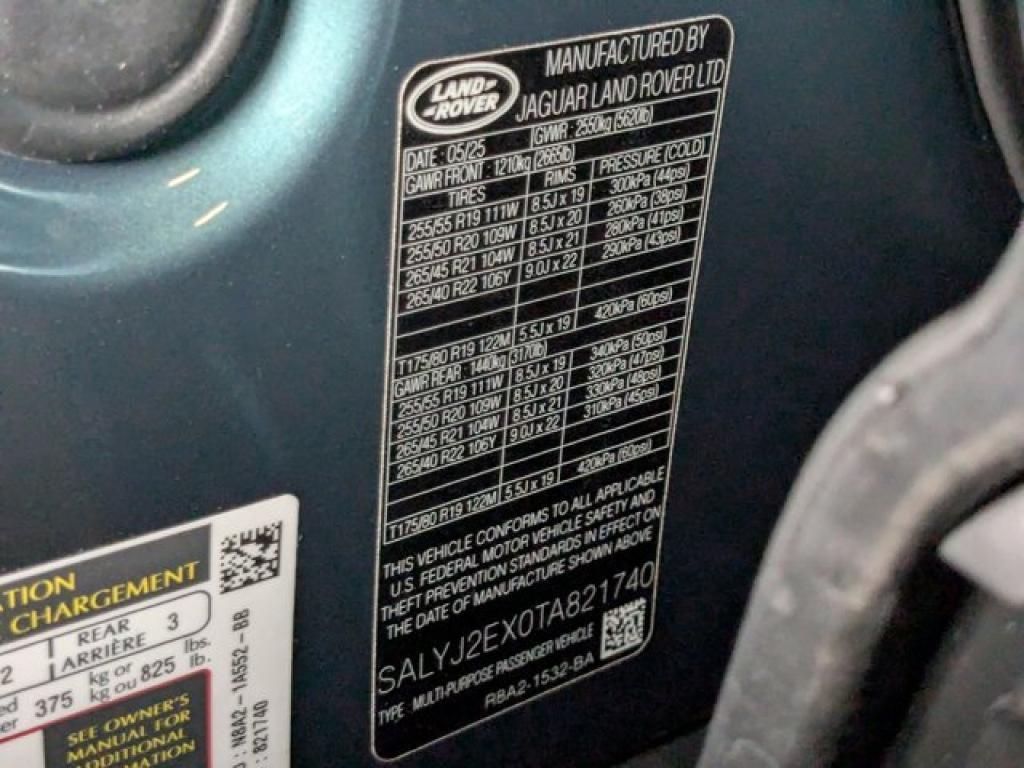 LAND-
-ROVER
MANUFACTURED BY
JAGUAR LAND ROVER LTD
DATE : 05/25 GVWR : 2550kg (5620lb)
GAWR FRONT : 1210kg (2665lb)
TIRES RIMS PRESSURE (COLD)
255/55 R19 111W 8.5J x 19 300kPa (44psi)
255/50 R20 109W 8.5J x 20 260kPa (38psi)
265/45 R21 104W 8.5J x 21 280kPa (41psi)
265/40 R22 106Y 9.0J x 22 290kPa (43psi)
T175/80 R19 122M 5.5J x 19 420kPa (60psi)
GAWR REAR : 1440kg (3170lb)
255/55 R19 111W 8.5J x 19 340kPa (50psi)
255/50 R20 109W 8.5J x 20 320kPa (47psi)
265/45 R21 104W 8.5J x 21 330kPa (48psi)
265/40 R22 106Y 9.0J x 22 310kPa (45psi)
T175/80 R19 122M 5.5J x 19 420kPa (60psi)
THIS VEHICLE CONFORMS TO ALL APPLICABLE
U.S. FEDERAL MOTOR VEHICLE SAFETY AND
THEFT PREVENTION STANDARDS IN EFFECT ON
THE DATE OF MANUFACTURE SHOWN ABOVE
SALYJ2EX0TA821740
TYPE : MULTI-PURPOSE PASSENGER VEHICLE
R8A2-1532-BA
ATION
CHARGEMENT
2 REAR 3
ARRIÈRE
375 kg or 825 lbs.
kg ou lb.
SEE OWNER'S
MANUAL FOR
ADDITIONAL
MATION
: N8A2-1A552-BB
: 821740